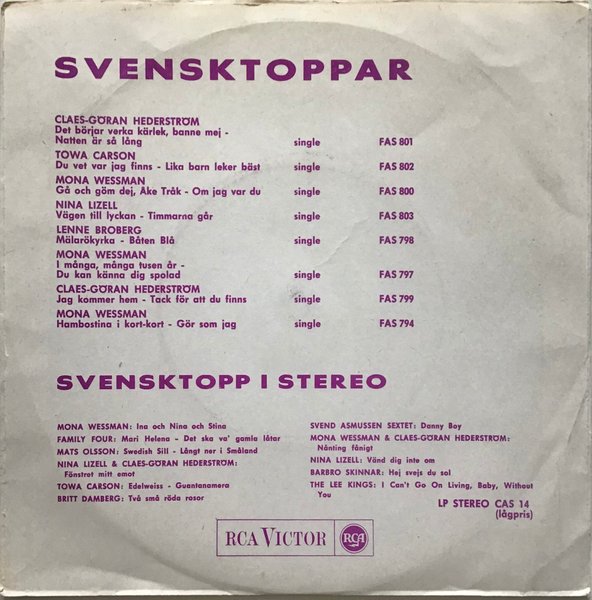 SVENSKTOPPAR
CLAES-GÖRAN HEDERSTRÖM
Det börjar verka kärlek, banne mej -
Natten är så lång single FAS 801
TOWA CARSON
Du vet var jag finns - Lika barn leker bäst single FAS 802
MONA WESSMAN
Gå och göm dej, Åke Tråk - Om jag var du single FAS 800
NINA LIZELL
Vägen till lyckan - Timmarna går single FAS 803
LENNE BROBERG
Mälarökyrka - Båten Blå single FAS 798
MONA WESSMAN
I många, många tusen år -
Du kan känna dig spolad single FAS 797
CLAES-GÖRAN HEDERSTRÖM
Jag kommer hem - Tack för att du finns single FAS 799
MONA WESSMAN
Hambostina i kort-kort - Gör som jag single FAS 794
SVENSKTOPP I STEREO
MONA WESSMAN: Ina och Nina och Stina
FAMILY FOUR: Mari Helena - Det ska va' gamla låtar
MATS OLSSON: Swedish Sill - Långt ner i Småland
NINA LIZELL & CLAES-GÖRAN HEDERSTRÖM:
Fönstret mitt emot
TOWA CARSON: Edelweiss - Guantanamera
BRITT DAMBERG: Två små röda rosor
SVEND ASMUSSEN SEXTET: Danny Boy
MONA WESSMAN & CLAES-GÖRAN HEDERSTRÖM:
Nånting fånigt
NINA LIZELL: Vänd dig inte om
BARBRO SKINNAR: Hej svejs du sol
THE LEE KINGS: I Can't Go On Living, Baby, Without
You
LP STEREO CAS 14
(lågpris)
RCA VICTOR RCA